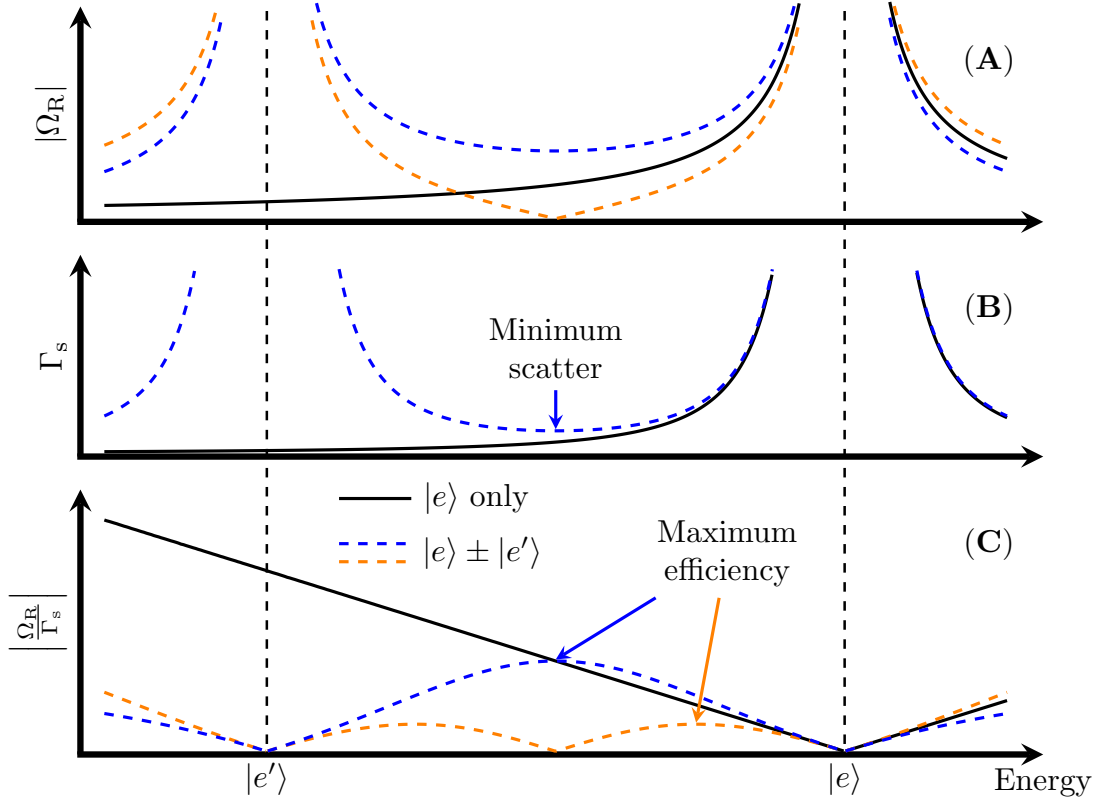 |Ω_R|
(A)
Γ_s
(B)
Minimum
scatter
|Ω_R/Γ_s|
(C)
|e⟩ only
|e⟩ ± |e′⟩
Maximum
efficiency
|e′⟩
|e⟩
Energy